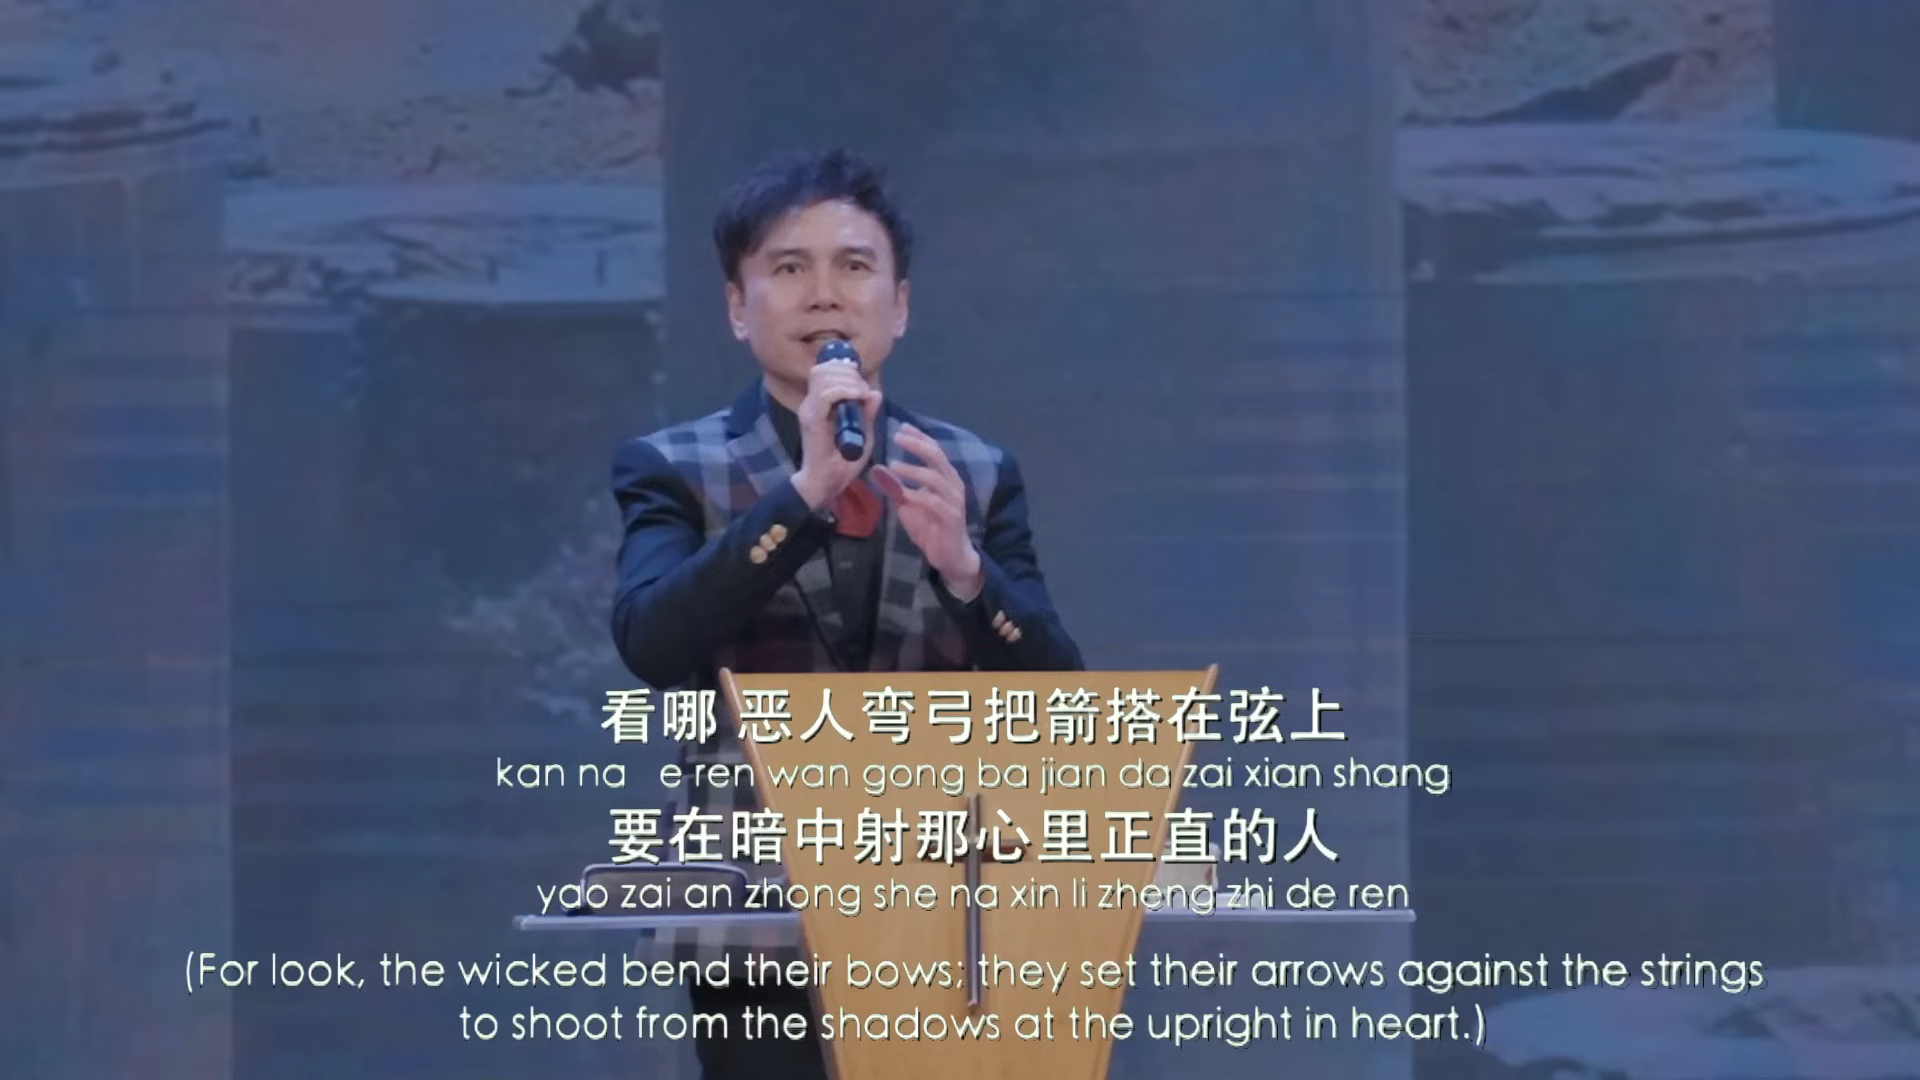 看哪 恶人弯弓把箭搭在弦上
kan na e ren wan gong ba jian da zai xian shang
要在暗中射那心里正直的人
yao zai an zhong she na xin li zheng zhi de ren
(For look, the wicked bend their bows; they set their arrows against the strings
to shoot from the shadows at the upright in heart.)